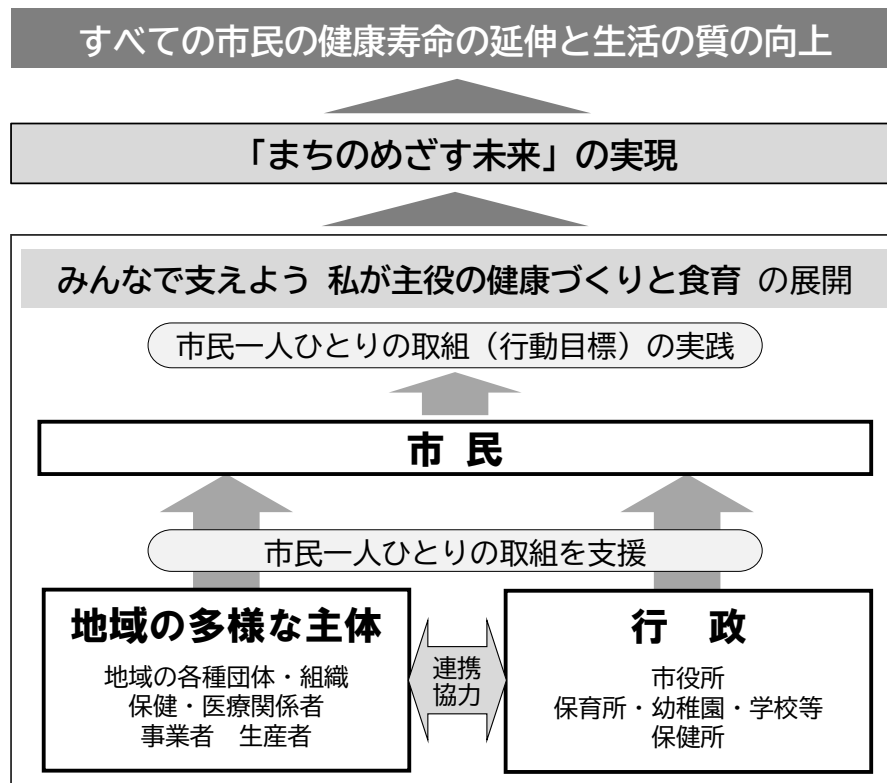 すべての市民の健康寿命の延伸と生活の質の向上
「まちのめざす未来」の実現
みんなで支えよう 私が主役の健康づくりと食育 の展開
市民一人ひとりの取組（行動目標）の実践
市 民
市民一人ひとりの取組を支援
地域の多様な主体
地域の各種団体・組織
保健・医療関係者
事業者　生産者
連携
協力
行　政
市役所
保育所・幼稚園・学校等
保健所